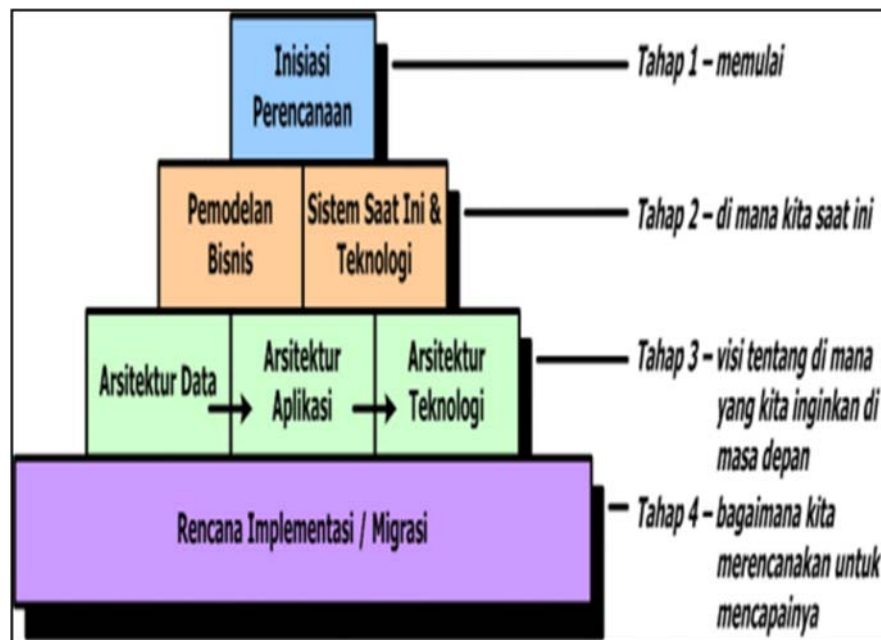 Inisiasi
Perencanaan
Tahap 1 – memulai
Pemodelan
Bisnis
Sistem Saat Ini &
Teknologi
Tahap 2 – di mana kita saat ini
Arsitektur Data
Arsitektur
Aplikasi
Arsitektur
Teknologi
Tahap 3 – visi tentang di mana
yang kita inginkan di
masa depan
Rencana Implementasi / Migrasi
Tahap 4 – bagaimana kita
merencanakan untuk
mencapainya